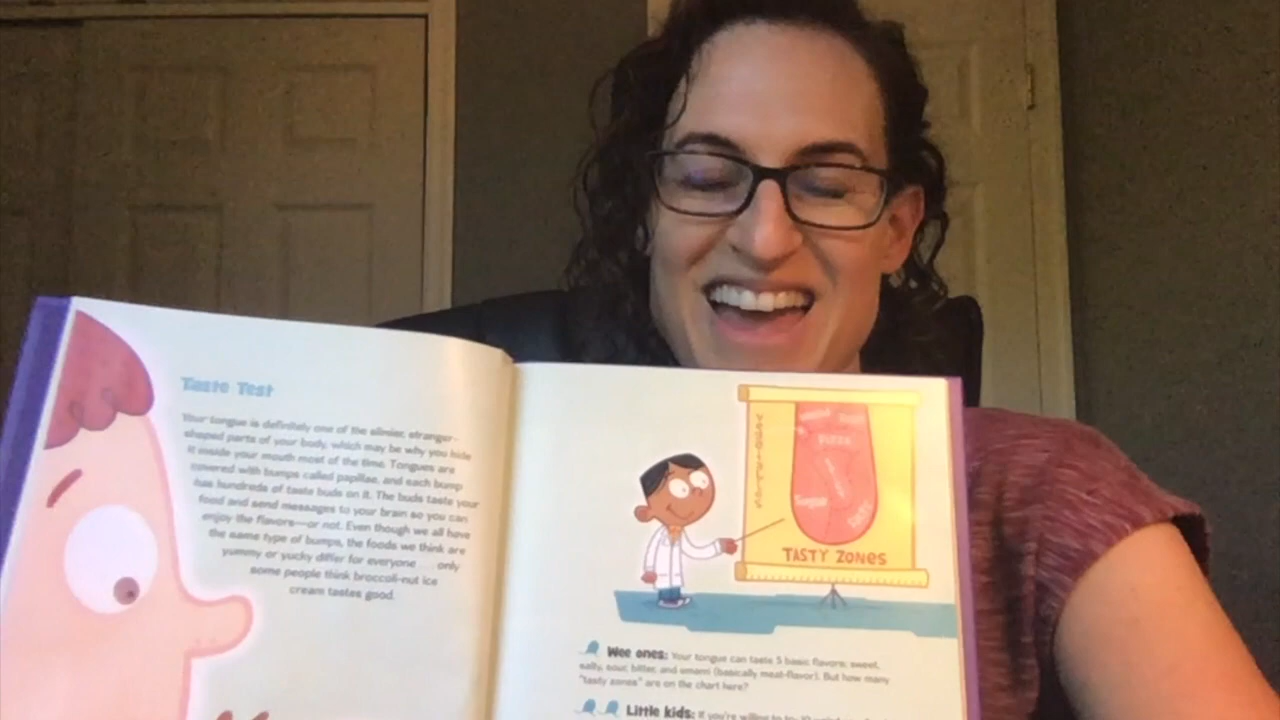 Taste Test
Your tongue is definitely one of the slimier, stranger-
shaped parts of your body, which may be why you hide
it inside your mouth most of the time. Tongues are
covered with bumps called papillae, and each bump
has hundreds of taste buds on it. The buds taste your
food and send messages to your brain so you can
enjoy the flavors—or not. Even though we all have
the same type of bumps, the foods we think are
yummy or yucky differ for everyone . . . only
some people think broccoli-nut ice
cream tastes good.
TASTY ZONES
Wee ones: Your tongue can taste 5 basic flavors: sweet,
salty, sour, bitter, and umami (basically meat-flavor). But how many
"tasty zones" are on the chart here?
Little kids: If you're willing to